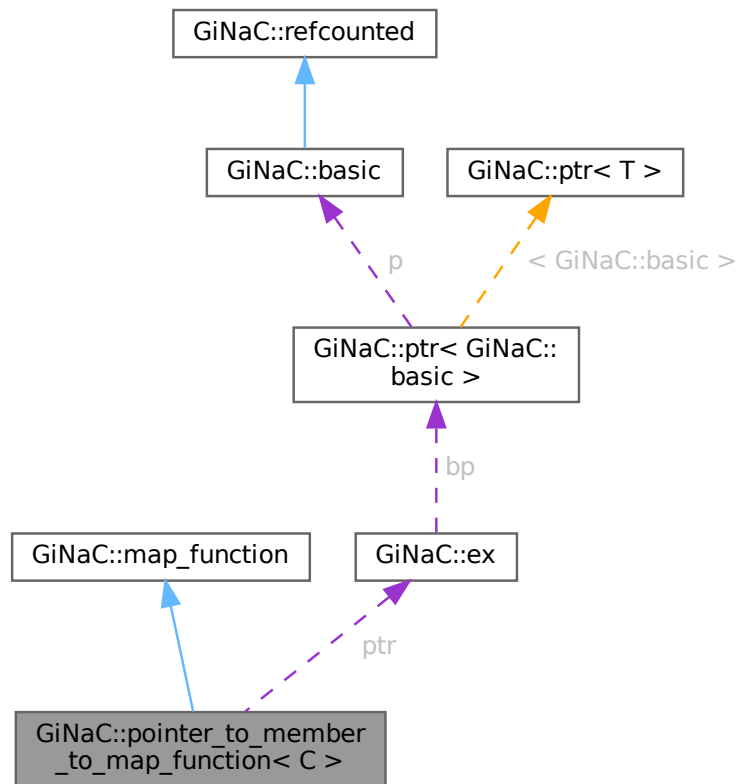 GiNaC::refcounted
GiNaC::basic
GiNaC::ptr< T >
p
< GiNaC::basic >
GiNaC::ptr< GiNaC::
basic >
bp
GiNaC::map_function
GiNaC::ex
ptr
GiNaC::pointer_to_member
_to_map_function< C >